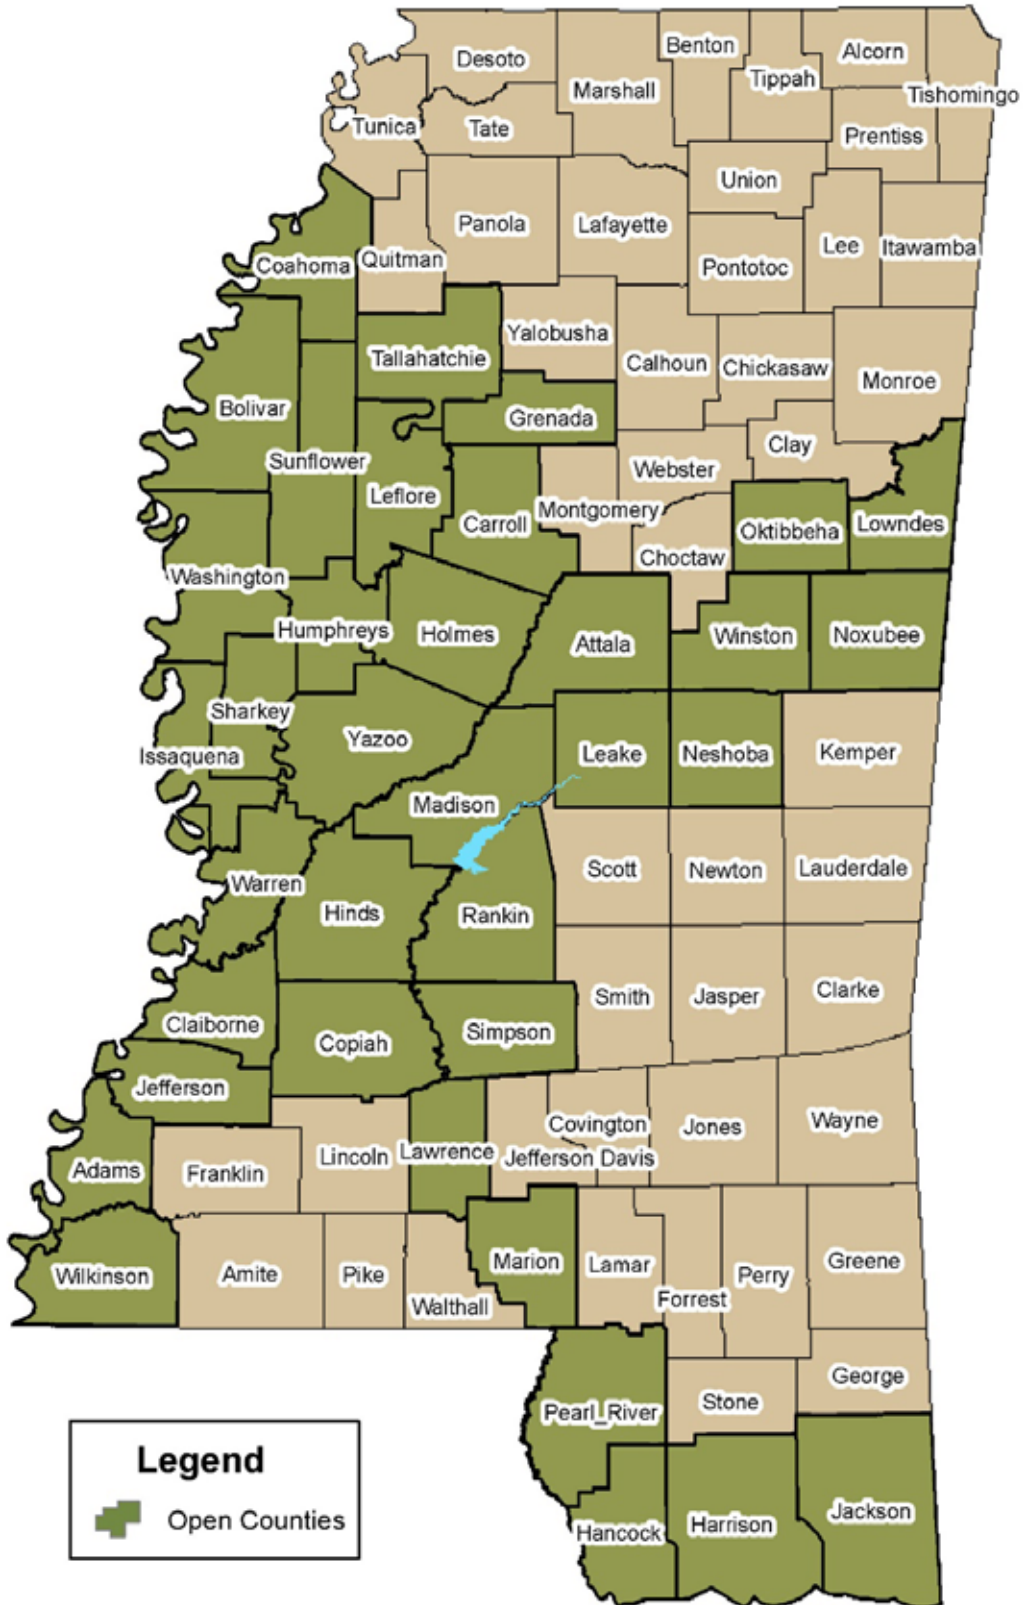 Desoto
Benton
Alcorn
Marshall
Tippah
Tishomingo
Tunica
Tate
Prentiss
Union
Panola
Lafayette
Lee
Itawamba
Coahoma
Quitman
Pontotoc
Yalobusha
Tallahatchie
Calhoun
Chickasaw
Monroe
Bolivar
Grenada
Clay
Sunflower
Webster
Leflore
Montgomery
Carroll
Oktibbeha
Lowndes
Choctaw
Washington
Humphreys
Holmes
Attala
Winston
Noxubee
Sharkey
Yazoo
Issaquena
Leake
Neshoba
Kemper
Madison
Scott
Newton
Lauderdale
Warren
Hinds
Rankin
Smith
Jasper
Clarke
Claiborne
Copiah
Simpson
Jefferson
Covington
Jones
Wayne
Lincoln
Lawrence
Jefferson Davis
Adams
Franklin
Wilkinson
Amite
Pike
Walthall
Marion
Lamar
Forrest
Perry
Greene
George
Pearl_River
Stone
Hancock
Harrison
Jackson
Legend
Open Counties